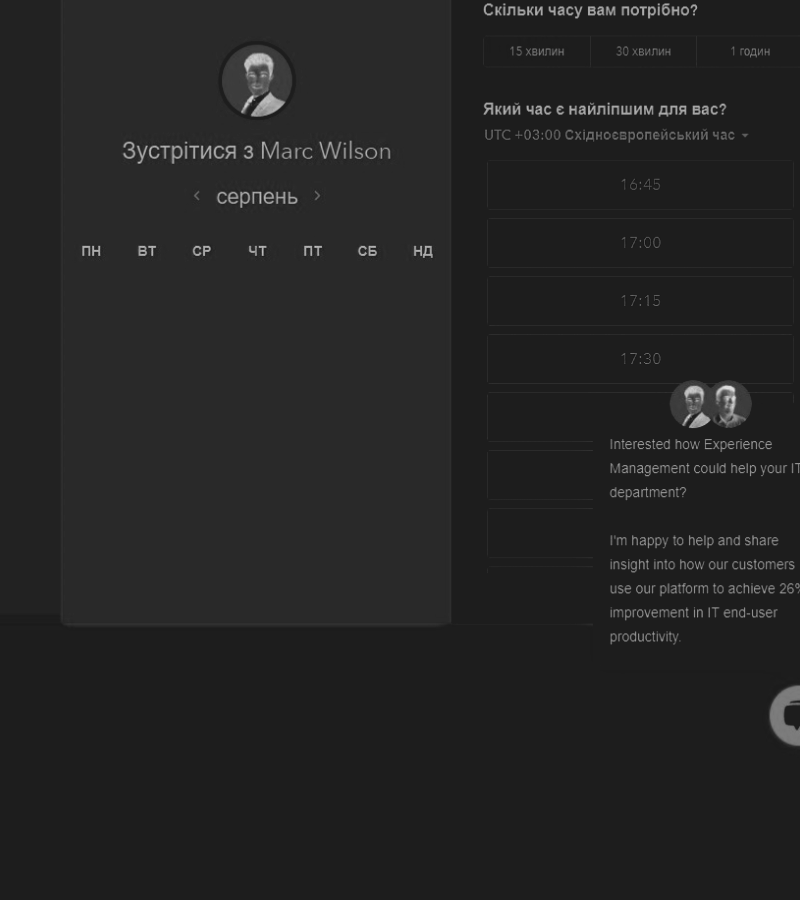 Скільки часу вам потрібно?
15 хвилин 30 хвилин 1 годин
Зустрітися з Marc Wilson
серпень
ПН ВТ СР ЧТ ПТ СБ НД
Який час є найліпшим для вас?
UTC +03:00 Східноєвропейський час
16:45
17:00
17:15
17:30
Interested how Experience
Management could help your IT
department?
I'm happy to help and share
insight into how our customers
use our platform to achieve 26%
improvement in IT end-user
productivity.